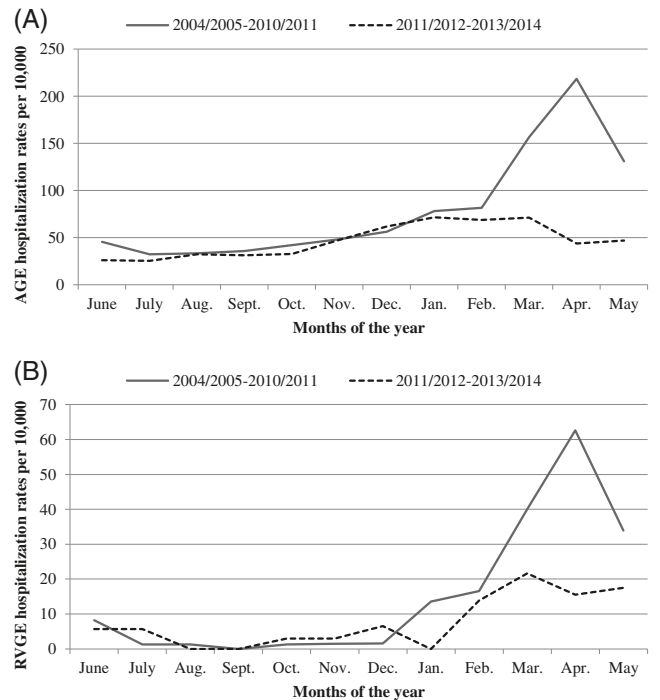 (A)
2004/2005-2010/2011 2011/2012-2013/2014
AGE hospitalization rates per 10,000
250
200
150
100
50
0
June July Aug. Sept. Oct. Nov. Dec. Jan. Feb. Mar. Apr. May
Months of the year
(B)
2004/2005-2010/2011 2011/2012-2013/2014
RVGE hospitalization rates per 10,000
70
60
50
40
30
20
10
0
June July Aug. Sept. Oct. Nov. Dec. Jan. Feb. Mar. Apr. May
Months of the year